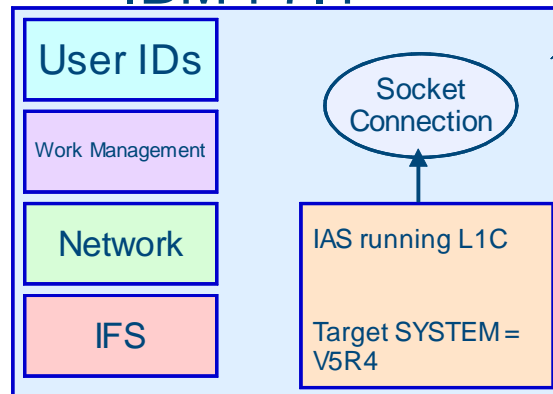 User IDs
Work Management
Network
IFS
Socket
Connection
IAS running L1C
Target SYSTEM =
V5R4